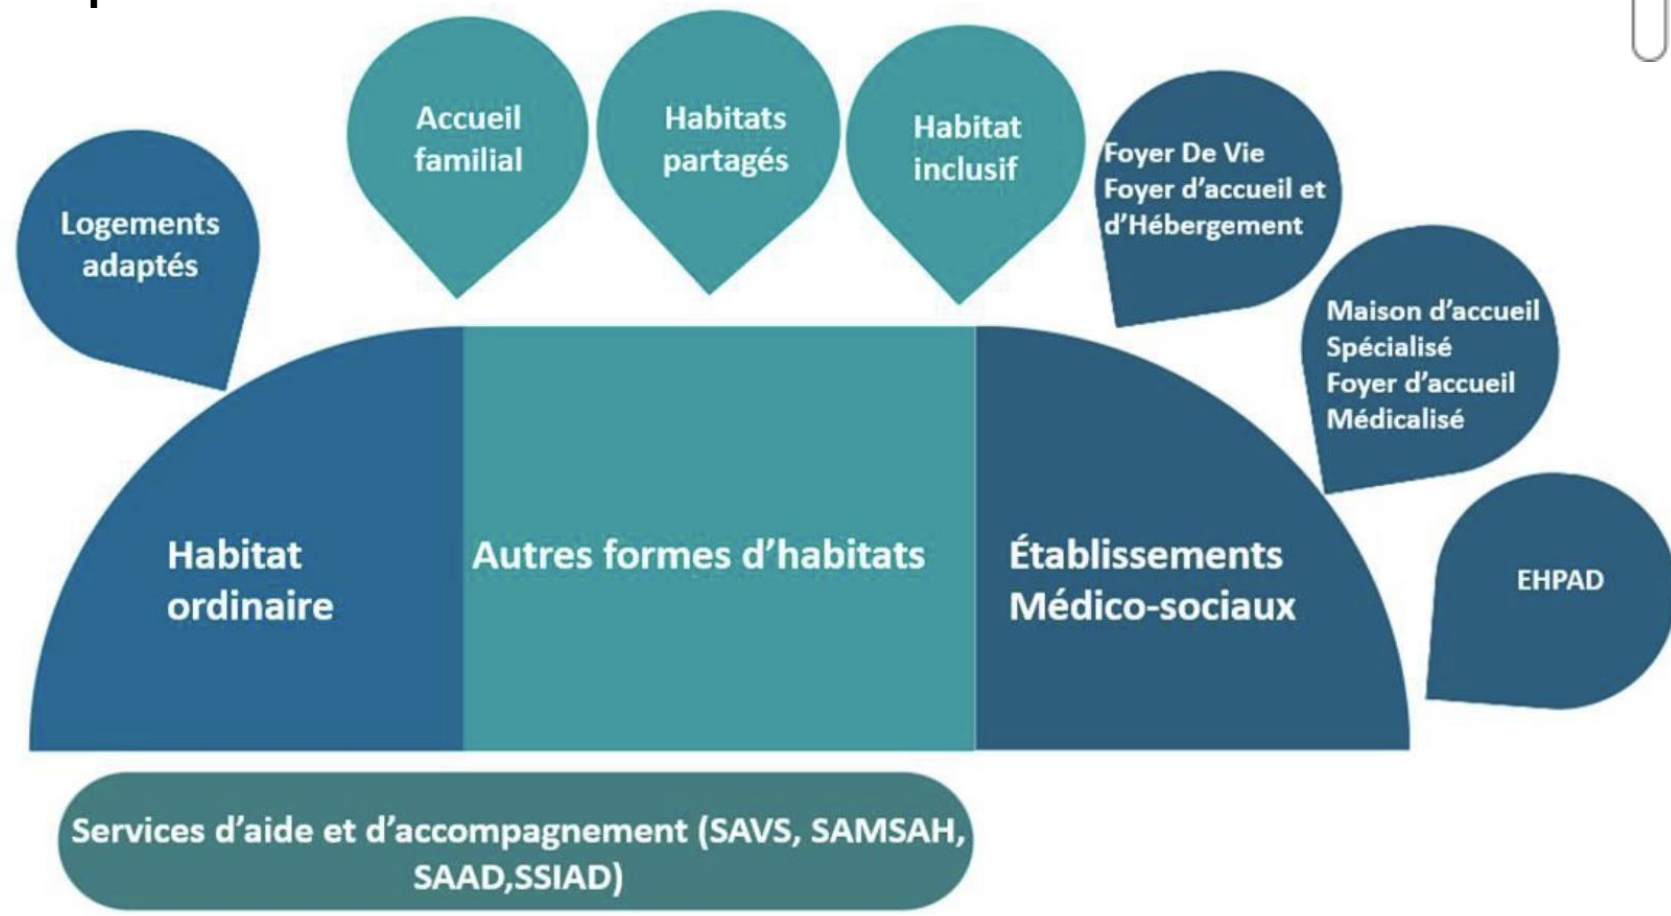 Logements
adaptés
Accueil
familial
Habitats
partagés
Habitat
inclusif
Foyer De Vie
Foyer d’accueil et
d’Hébergement
Maison d’accueil
Spécialisé
Foyer d’accueil
Médicalisé
EHPAD
Habitat
ordinaire
Autres formes d’habitats
Établissements
Médico-sociaux
Services d’aide et d’accompagnement (SAVS, SAMSAH,
SAAD,SSIAD)